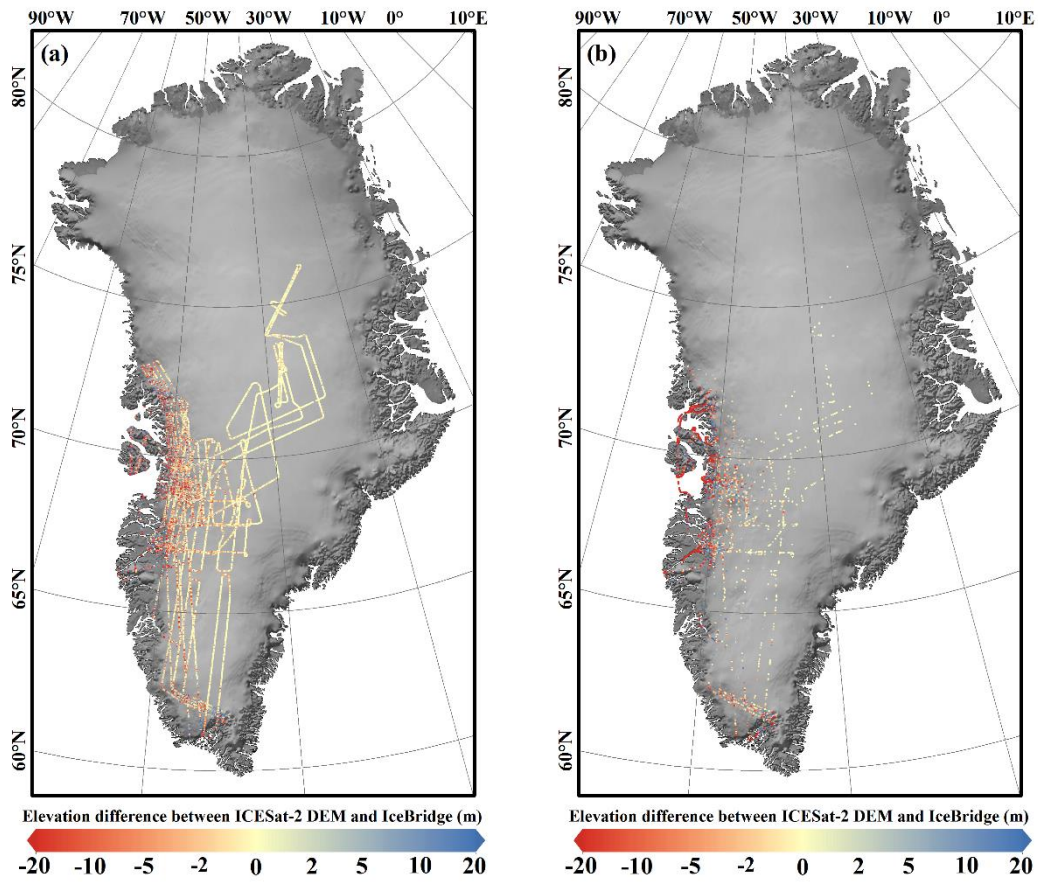 90°W 70°W 50°W 30°W 10°W 0° 10°E
(a)
80°N
75°N
70°N
65°N
60°N
Elevation difference between ICESat-2 DEM and IceBridge (m)
-20 -10 -5 -2 0 2 5 10 20
90°W 70°W 50°W 30°W 10°W 0° 10°E
(b)
80°N
75°N
70°N
65°N
60°N
Elevation difference between ICESat-2 DEM and IceBridge (m)
-20 -10 -5 -2 0 2 5 10 20